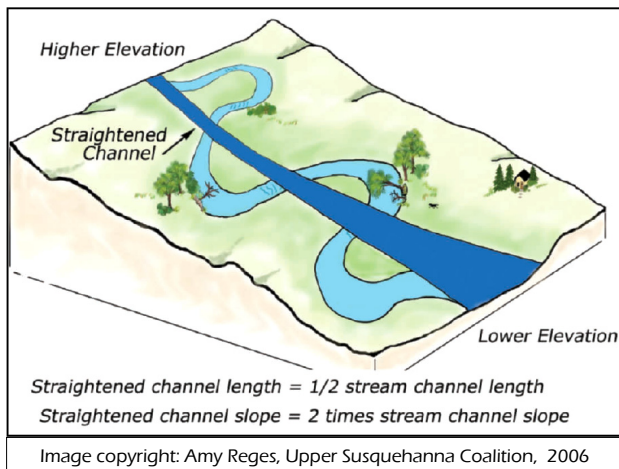 Higher Elevation
Straightened
Channel
Lower Elevation
Straightened channel length = 1/2 stream channel length
Straightened channel slope = 2 times stream channel slope
Image copyright: Amy Reges, Upper Susquehanna Coalition, 2006